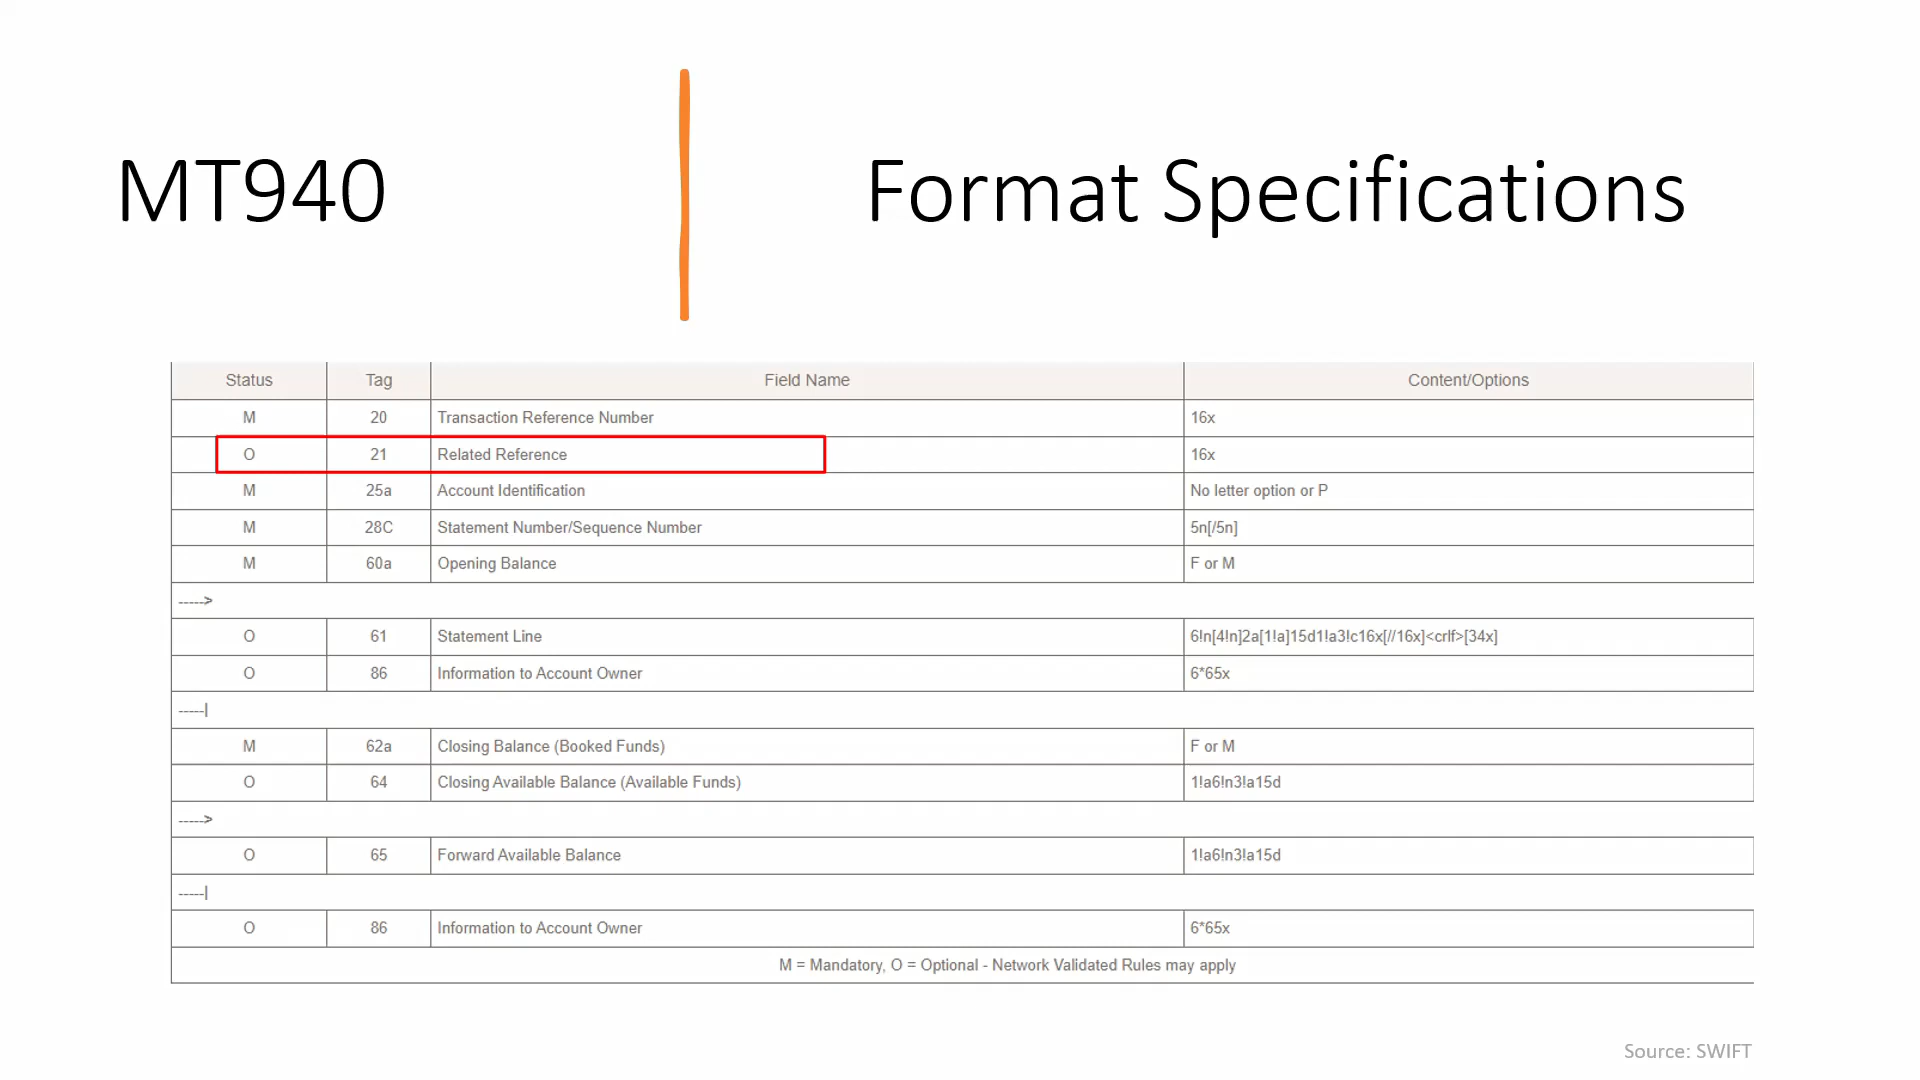 MT940
Format Specifications
Status Tag Field Name Content/Options
M 20 Transaction Reference Number 16x
O 21 Related Reference 16x
M 25a Account Identification No letter option or P
M 28C Statement Number/Sequence Number 5n[/5n]
M 60a Opening Balance F or M
----->
O 61 Statement Line 6!n[4!n]2a[1!a]15d1!a3!c16x[//16x]<crlf>[34x]
O 86 Information to Account Owner 6*65x
-----|
M 62a Closing Balance (Booked Funds) F or M
O 64 Closing Available Balance (Available Funds) 1!a6!n3!a15d
----->
O 65 Forward Available Balance 1!a6!n3!a15d
-----|
O 86 Information to Account Owner 6*65x
M = Mandatory, O = Optional - Network Validated Rules may apply
Source: SWIFT